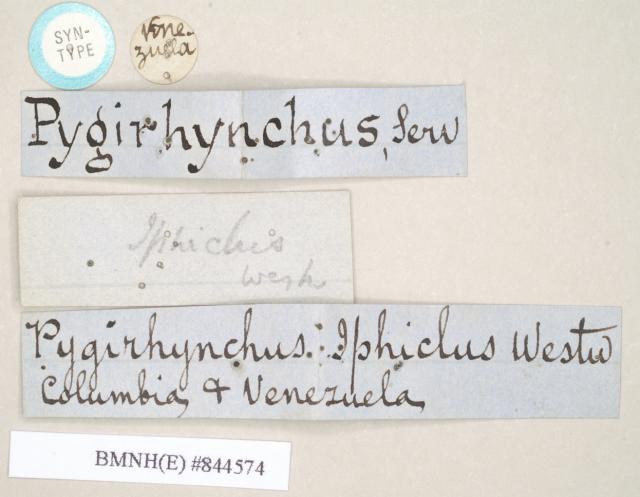 SYN-
TYPE
Vene-
zuela
Pygirhynchus, Serv
Iphiclus
Westw
Pygirhynchus. Iphiclus Westw
Columbia & Venezuela
BMNH(E) #844574